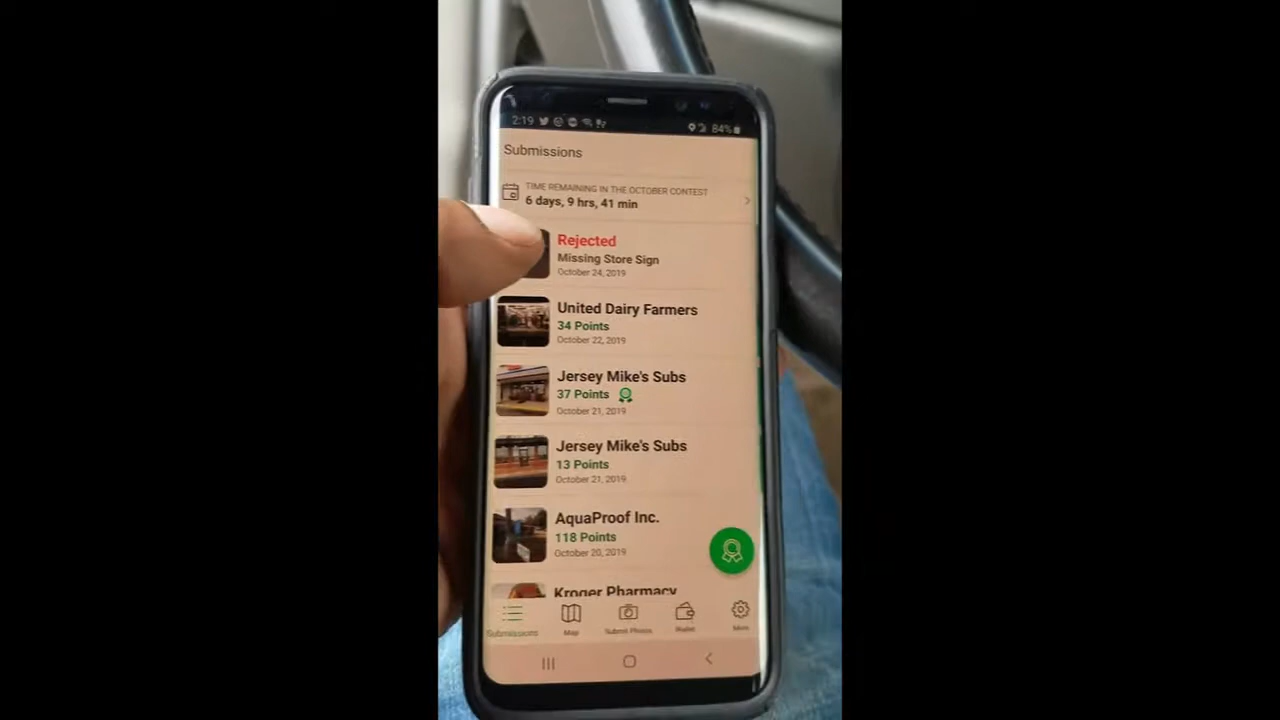 2:19
84%
Submissions
TIME REMAINING IN THE OCTOBER CONTEST
6 days, 9 hrs, 41 min
Rejected
Missing Store Sign
October 24, 2019
United Dairy Farmers
34 Points
October 22, 2019
Jersey Mike's Subs
37 Points
October 21, 2019
Jersey Mike's Subs
13 Points
October 21, 2019
AquaProof Inc.
118 Points
October 20, 2019
Kroger Pharmacy
Submissions
Map
Submit Photos
Wallet
More